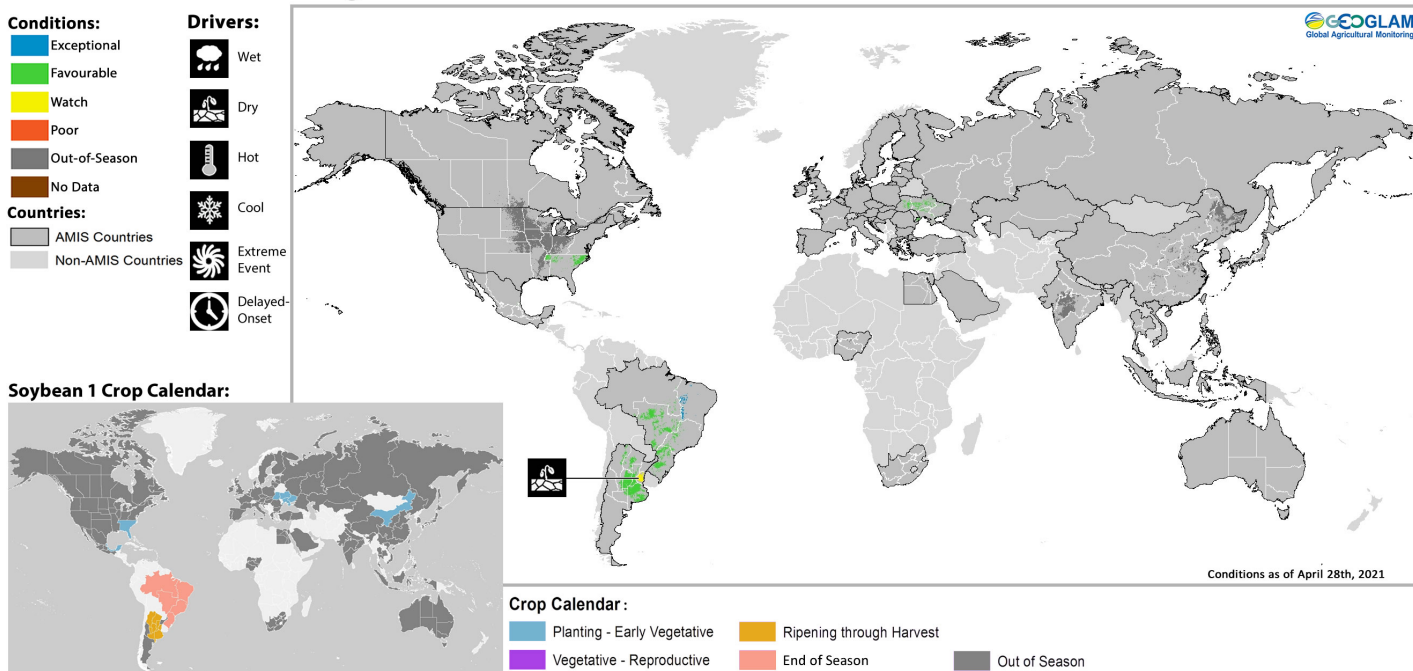 Conditions:
Exceptional
Favourable
Watch
Poor
Out-of-Season
No Data
Countries:
AMIS Countries
Non-AMIS Countries
Drivers:
Wet
Dry
Hot
Cool
Extreme
Event
Delayed-
Onset
GEOGLAM
Global Agricultural Monitoring
Soybean 1 Crop Calendar:
Conditions as of April 28th, 2021
Crop Calendar :
Planting - Early Vegetative
Ripening through Harvest
Vegetative - Reproductive
End of Season
Out of Season